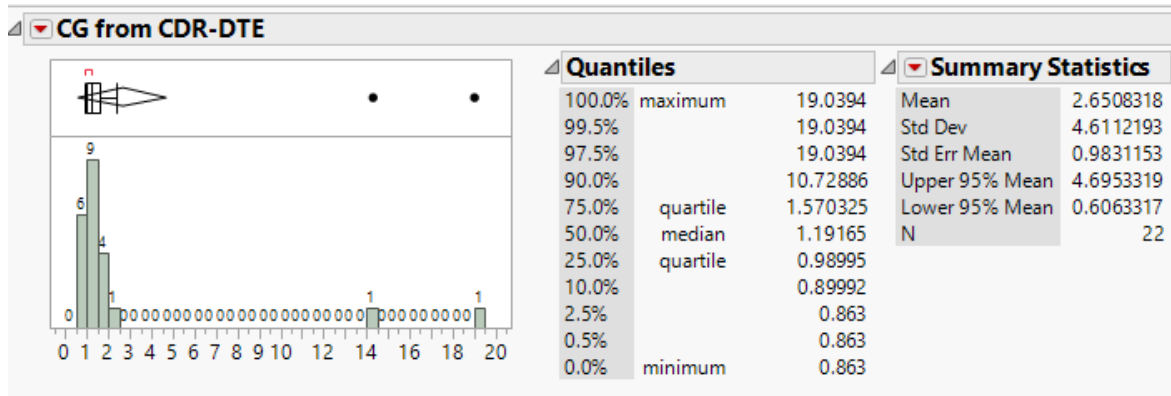 CG from CDR-DTE
9
6
4
1
1
1
0
0 1 2 3 4 5 6 7 8 9 10 12 14 16 18 20
Quantiles
100.0% maximum 19.0394
99.5% 19.0394
97.5% 19.0394
90.0% 10.72886
75.0% quartile 1.570325
50.0% median 1.19165
25.0% quartile 0.98995
10.0% 0.89992
2.5% 0.863
0.5% 0.863
0.0% minimum 0.863
Summary Statistics
Mean 2.6508318
Std Dev 4.6112193
Std Err Mean 0.9831153
Upper 95% Mean 4.6953319
Lower 95% Mean 0.6063317
N 22